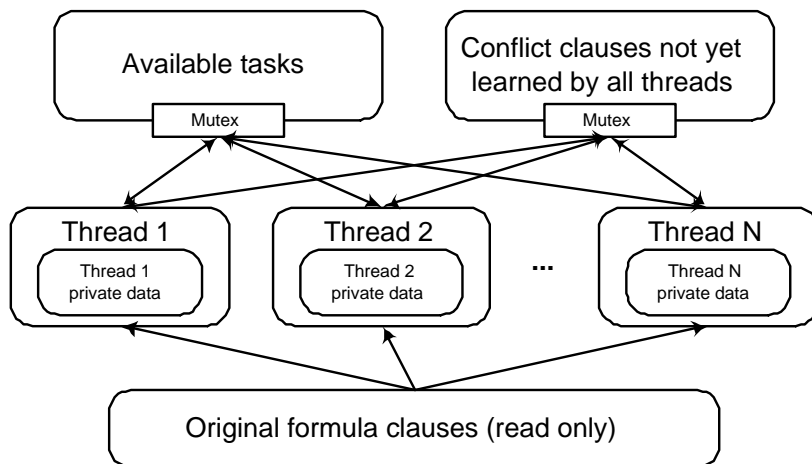 Available tasks
Mutex
Conflict clauses not yet
learned by all threads
Mutex
Thread 1
Thread 1
private data
Thread 2
Thread 2
private data
...
Thread N
Thread N
private data
Original formula clauses (read only)